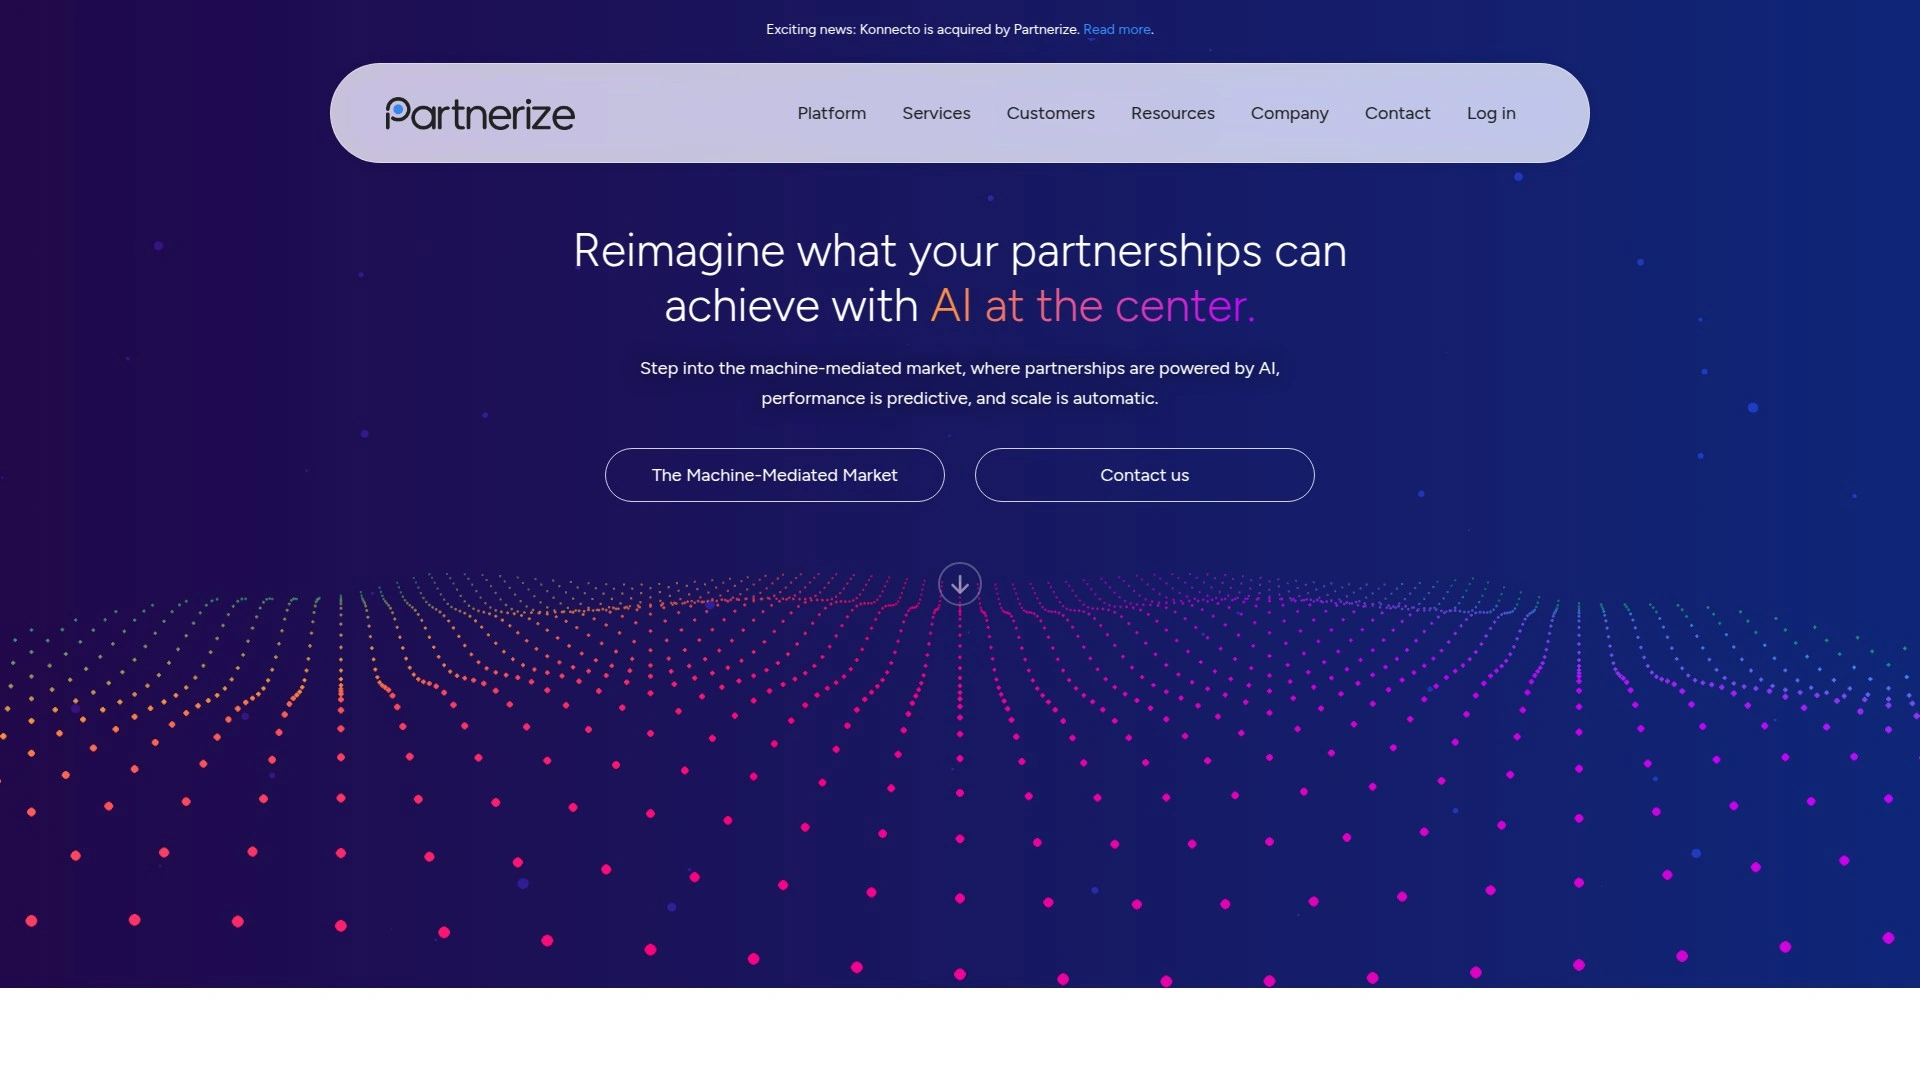 Exciting news: Konnecto is acquired by Partnerize. Read more.
Partnerize
Platform
Services
Customers
Resources
Company
Contact
Log in
Reimagine what your partnerships can
achieve with AI at the center.
Step into the machine-mediated market, where partnerships are powered by AI,
performance is predictive, and scale is automatic.
The Machine-Mediated Market
Contact us